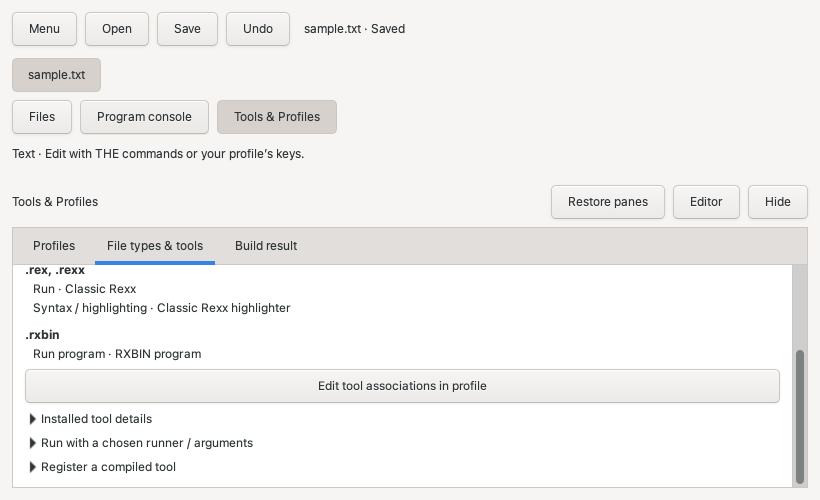 Menu Open Save Undo sample.txt · Saved
sample.txt
Files Program console Tools & Profiles
Text · Edit with THE commands or your profile’s keys.
Tools & Profiles Restore panes Editor Hide
Profiles File types & tools Build result
.rex, .rexx
Run · Classic Rexx
Syntax / highlighting · Classic Rexx highlighter
.rxbin
Run program · RXBIN program
Edit tool associations in profile
Installed tool details
Run with a chosen runner / arguments
Register a compiled tool